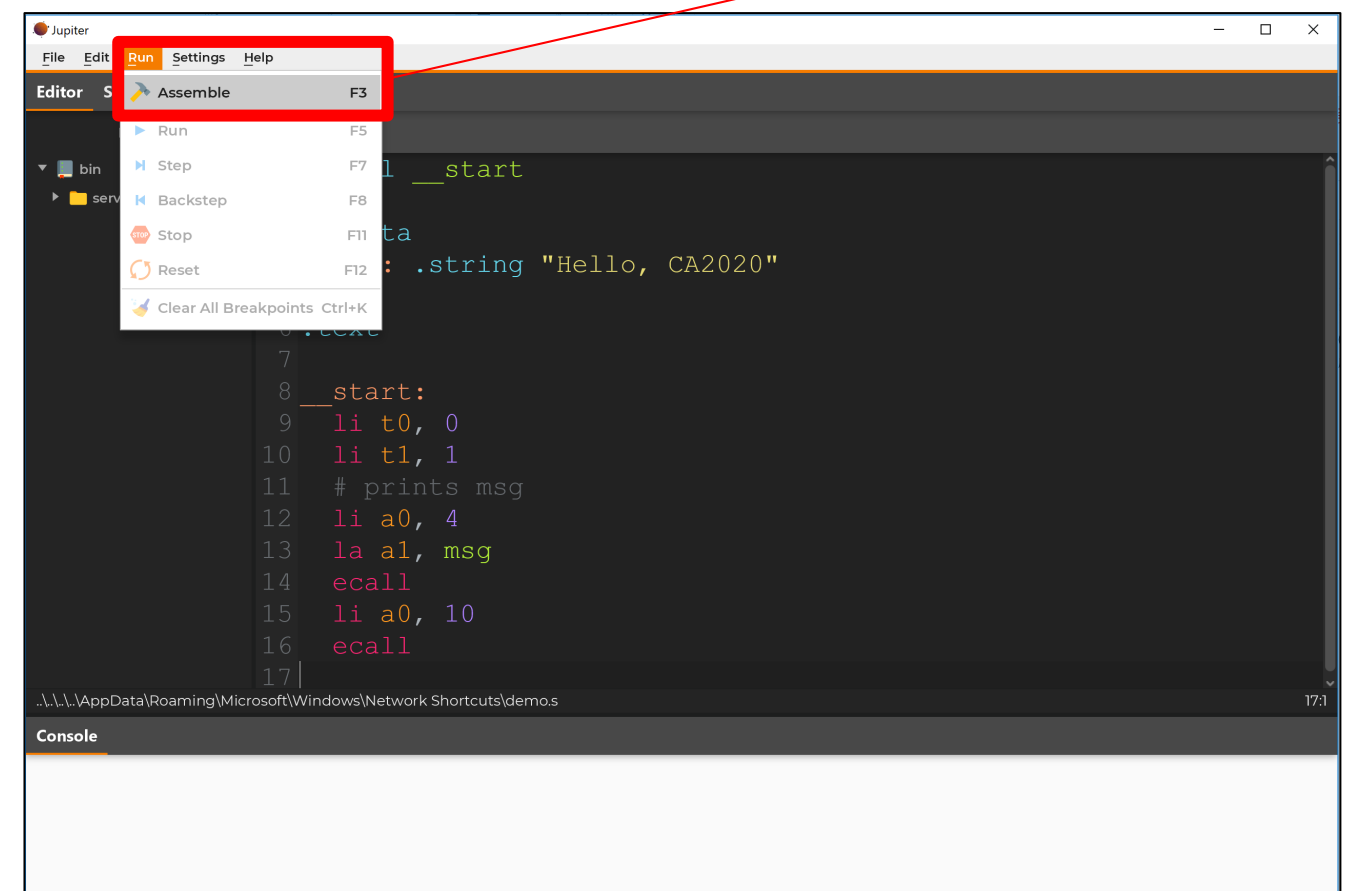 Jupiter
File Edit Run Settings Help
Editor S
Assemble F3
Run F5
Step F7
Backstep F8
Stop F11
Reset F12
Clear All Breakpoints Ctrl+K
bin
serv
l __start
ta
: .string "Hello, CA2020"
6 .text
7
8 __start:
9 li t0, 0
10 li t1, 1
11 # prints msg
12 li a0, 4
13 la a1, msg
14 ecall
15 li a0, 10
16 ecall
17
..\..\..\..\AppData\Roaming\Microsoft\Windows\Network Shortcuts\demo.s 17:1
Console